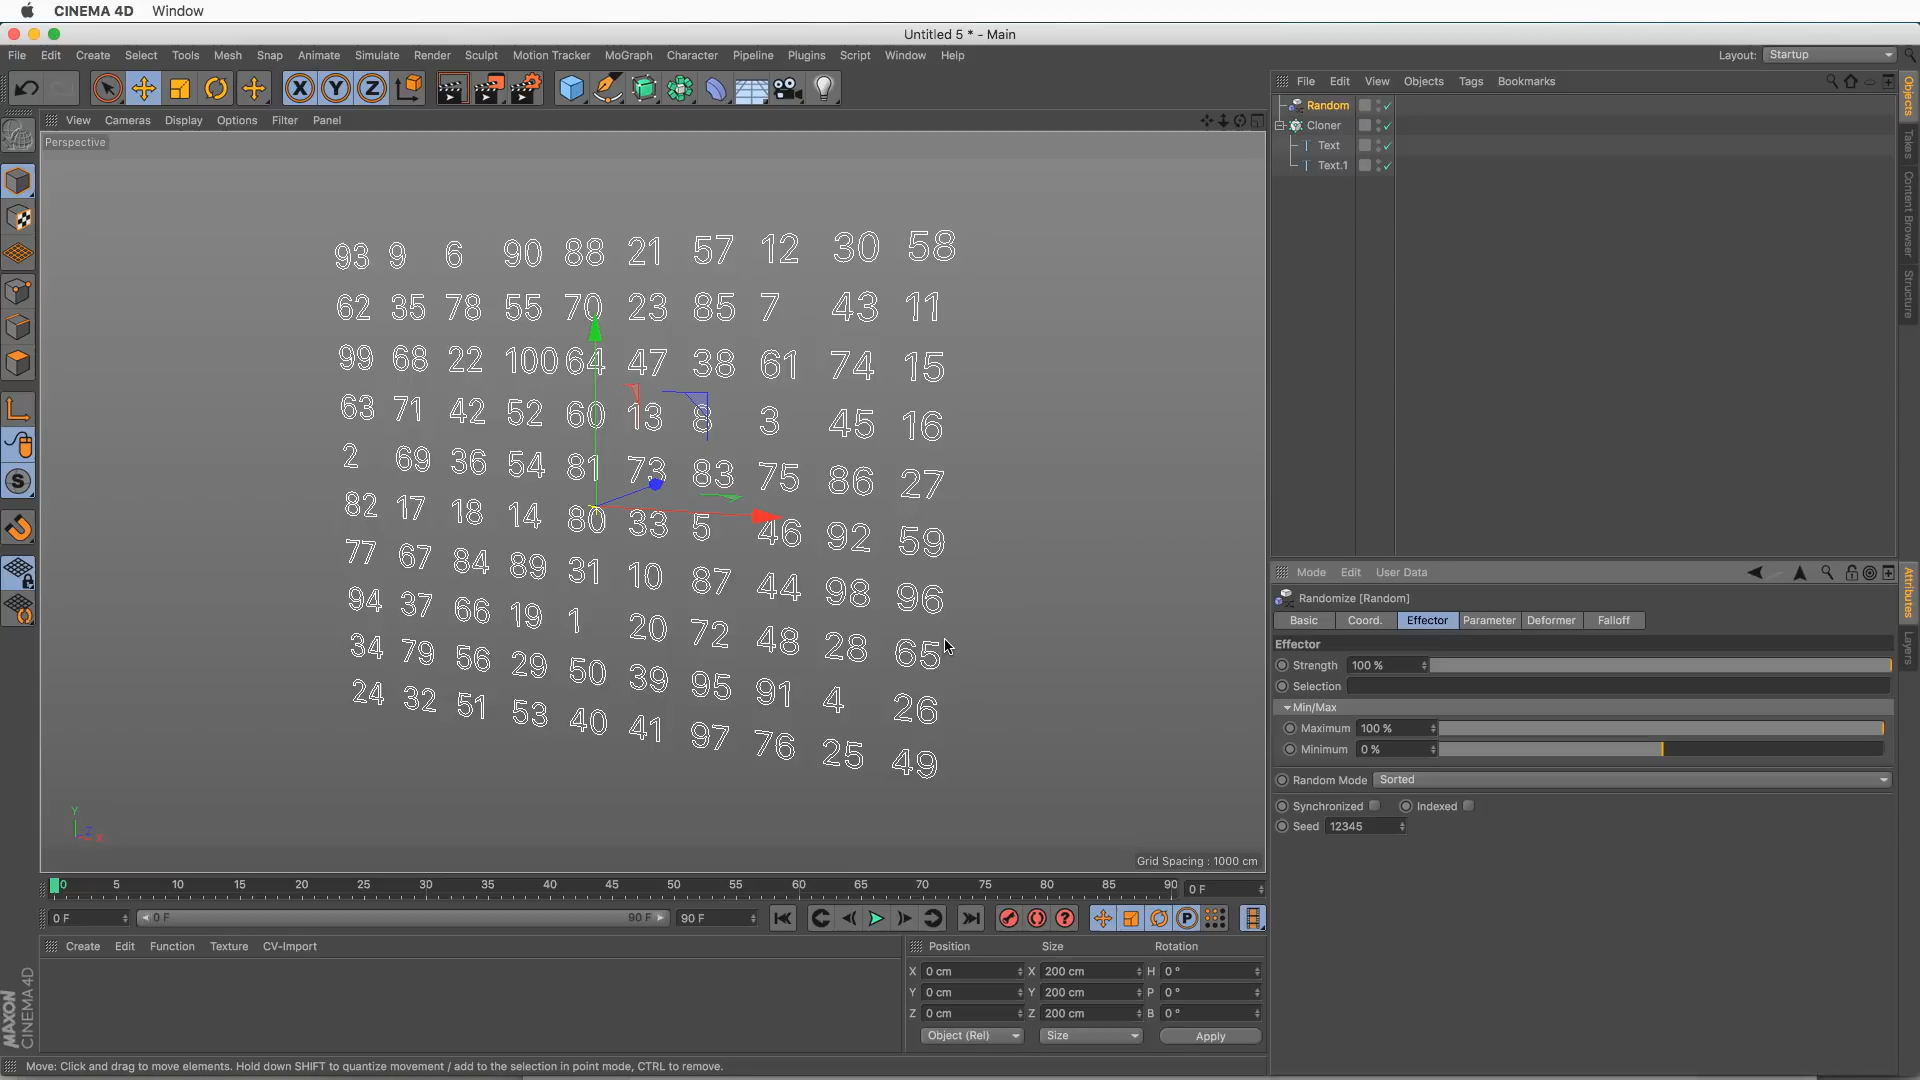 CINEMA 4D Window
Untitled 5 * - Main
File Edit Create Select Tools Mesh Snap Animate Simulate Render Sculpt Motion Tracker MoGraph Character Pipeline Plugins Script Window Help
Layout: Startup
X Y Z
File Edit View Objects Tags Bookmarks
View Cameras Display Options Filter Panel
Perspective
Random
Cloner
Text
Text.1
Objects
Takes
Content Browser
Structure
93 9 6 90 88 21 57 12 30 58
62 35 78 55 70 23 85 7 43 11
99 68 22 100 64 47 38 61 74 15
63 71 42 52 60 13 8 3 45 16
2 69 36 54 81 73 83 75 86 27
82 17 18 14 80 33 5 46 92 59
77 67 84 89 31 10 87 44 98 96
94 37 66 19 1 20 72 48 28 65
34 79 56 29 50 39 95 91 4 26
24 32 51 53 40 41 97 76 25 49
S
Y
Z X
Grid Spacing : 1000 cm
Mode Edit User Data
Randomize [Random]
Basic Coord. Effector Parameter Deformer Falloff
Effector
Strength 100 %
Selection
Min/Max
Maximum 100 %
Minimum 0 %
Random Mode Sorted
Synchronized Indexed
Seed 12345
Attributes
Layers
0 5 10 15 20 25 30 35 40 45 50 55 60 65 70 75 80 85 90 0 F
0 F 0 F 90 F 90 F
? P
Create Edit Function Texture CV-Import
Position Size Rotation
X 0 cm X 200 cm H 0 °
Y 0 cm Y 200 cm P 0 °
Z 0 cm Z 200 cm B 0 °
Object (Rel) Size Apply
MAXON
CINEMA 4D
Move: Click and drag to move elements. Hold down SHIFT to quantize movement / add to the selection in point mode, CTRL to remove.